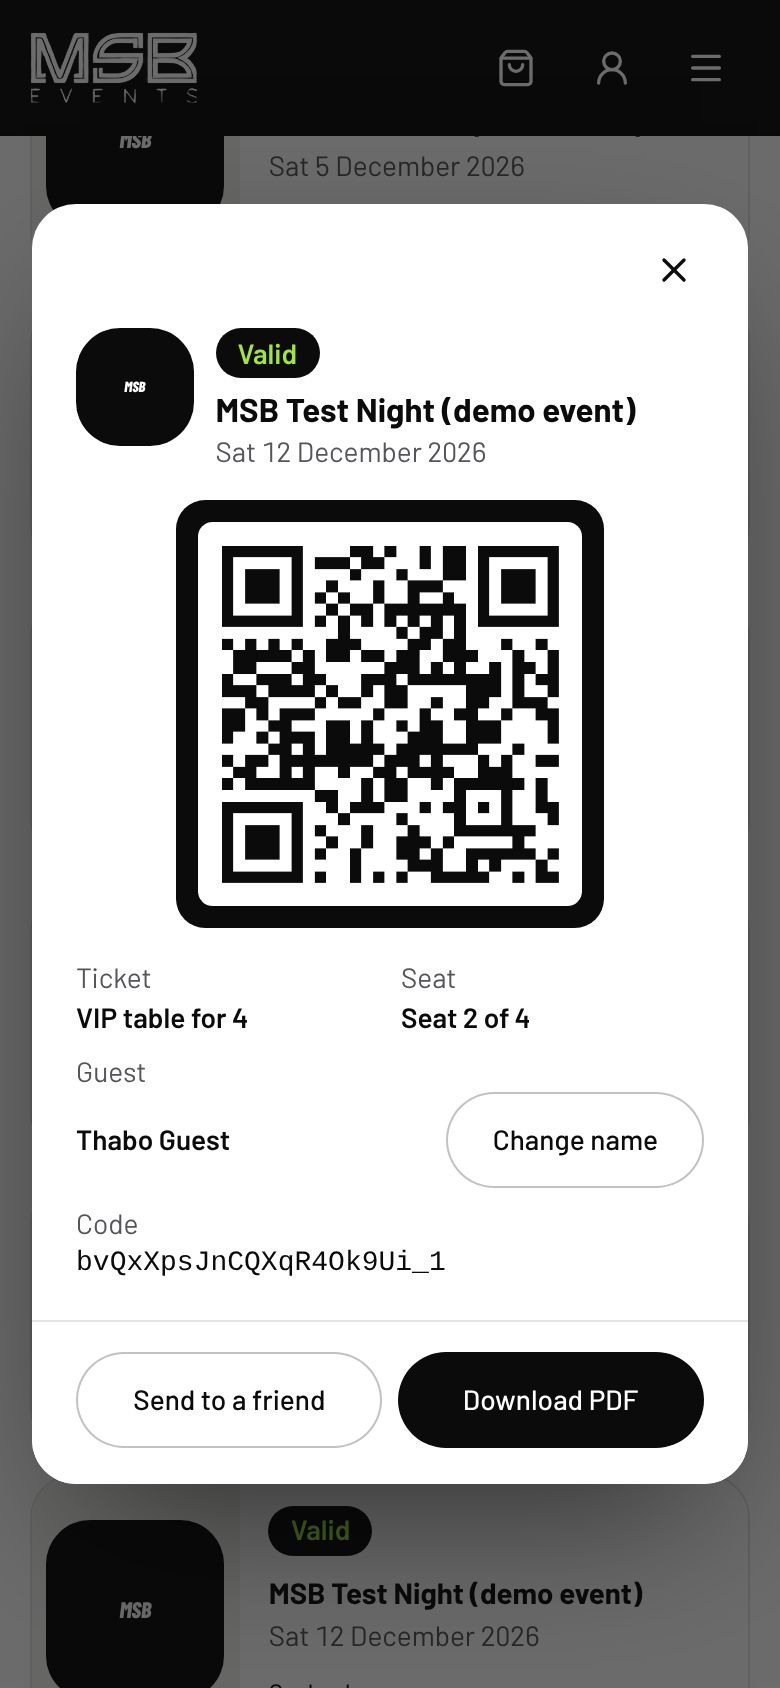 MSB
EVENTS
MSB
Sat 5 December 2026
Valid
MSB
MSB Test Night (demo event)
Sat 12 December 2026
Ticket
Seat
VIP table for 4
Seat 2 of 4
Guest
Thabo Guest
Change name
Code
bvQxXpsJnCQXqR4Ok9Ui_1
Send to a friend
Download PDF
Valid
MSB
MSB Test Night (demo event)
Sat 12 December 2026